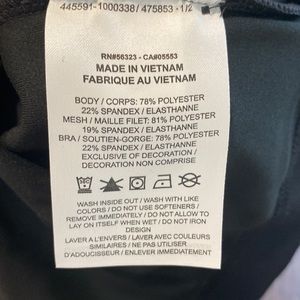 445591-1000338/ 475853 -1/2
RN#56323 - CA#05553
MADE IN VIETNAM
FABRIQUE AU VIETNAM
BODY / CORPS: 78% POLYESTER
22% SPANDEX / ELASTHANNE
MESH / MAILLE FILET: 81% POLYESTER
19% SPANDEX / ELASTHANNE
BRA / SOUTIEN-GORGE: 78% POLYESTER
22% SPANDEX / ELASTHANNE
EXCLUSIVE OF DECORATION /
DECORATION NON COMPRISE
WASH INSIDE OUT / WASH WITH LIKE
COLORS / DO NOT USE SOFTENERS /
REMOVE IMMEDIATELY / DO NOT ALLOW TO
LAY ON ITSELF WHEN WET / DO NOT IRON
DESIGN
LAVER A L'ENVERS / LAVER AVEC COULEURS
SIMILAIRES / NE PAS UTILISER
D'ADOUCISSEUR / ENLEVER IMMEDIATEMENT